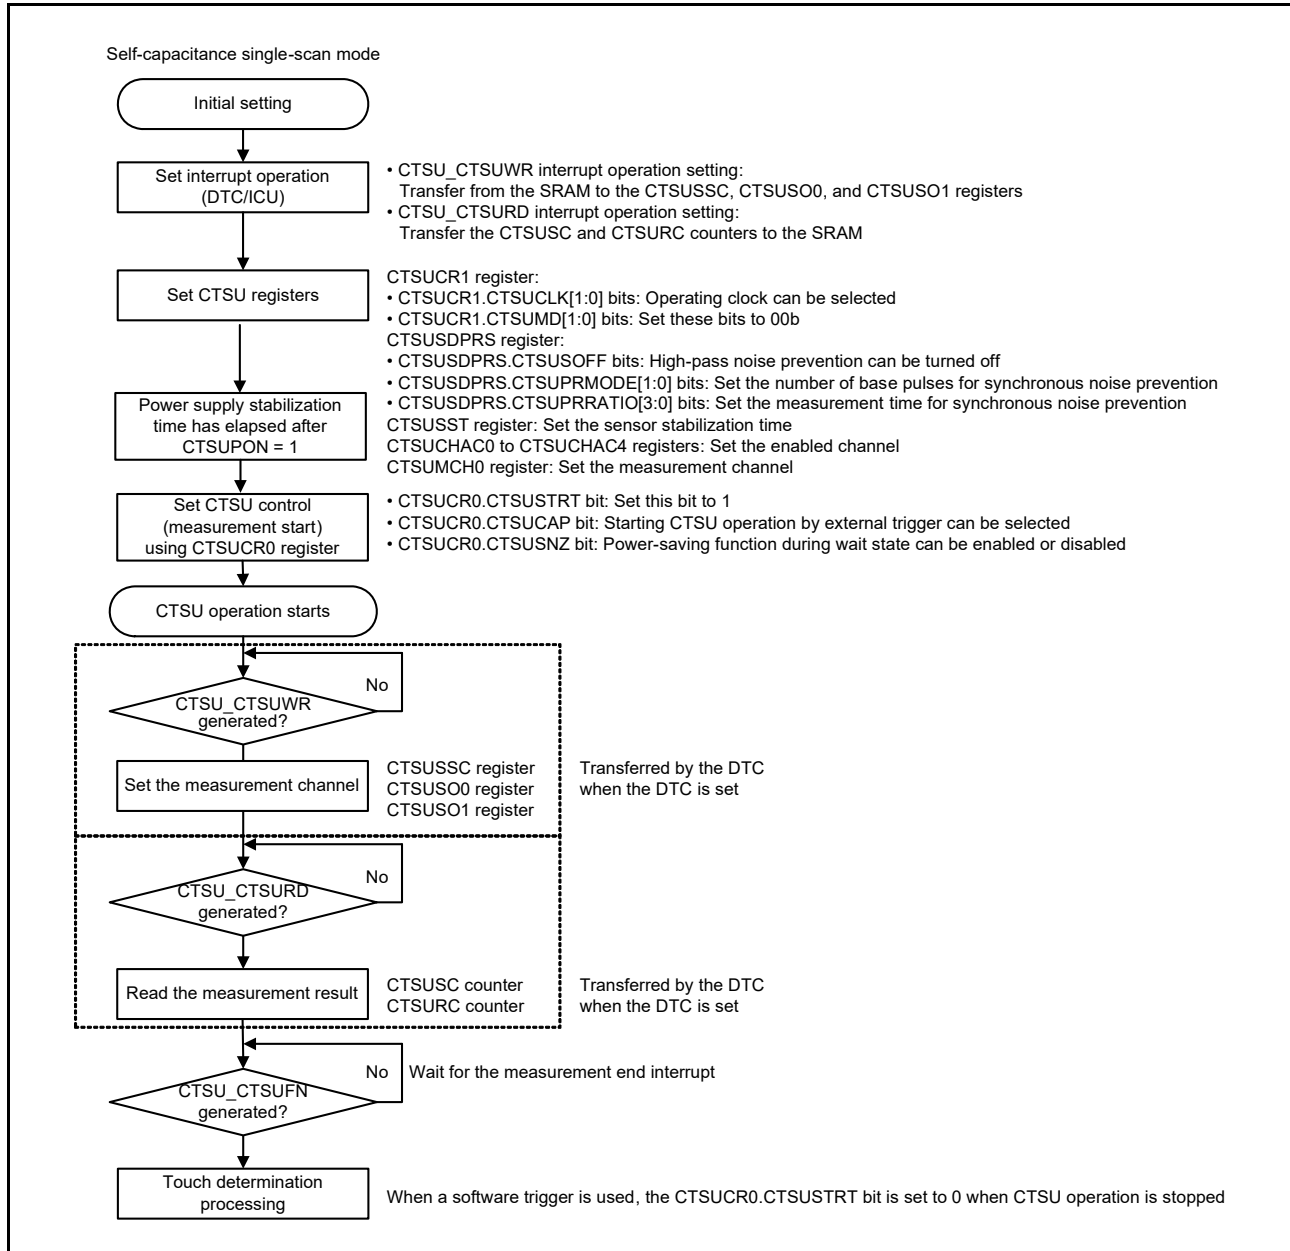 Self-capacitance single-scan mode
Initial setting
Set interrupt operation
(DTC/ICU)
• CTSU_CTSUWR interrupt operation setting:
Transfer from the SRAM to the CTSUSSC, CTSUSO0, and CTSUSO1 registers
• CTSU_CTSURD interrupt operation setting:
Transfer the CTSUSC and CTSURC counters to the SRAM
Set CTSU registers
CTSUCR1 register:
• CTSUCR1.CTSUCLK[1:0] bits: Operating clock can be selected
• CTSUCR1.CTSUMD[1:0] bits: Set these bits to 00b
CTSUSDPRS register:
• CTSUSDPRS.CTSUSOFF bits: High-pass noise prevention can be turned off
• CTSUSDPRS.CTSUPRMODE[1:0] bits: Set the number of base pulses for synchronous noise prevention
• CTSUSDPRS.CTSUPRRATIO[3:0] bits: Set the measurement time for synchronous noise prevention
CTSUSST register: Set the sensor stabilization time
CTSUCHAC0 to CTSUCHAC4 registers: Set the enabled channel
CTSUMCH0 register: Set the measurement channel
Power supply stabilization
time has elapsed after
CTSUPON = 1
Set CTSU control
(measurement start)
using CTSUCR0 register
• CTSUCR0.CTSUSTRT bit: Set this bit to 1
• CTSUCR0.CTSUCAP bit: Starting CTSU operation by external trigger can be selected
• CTSUCR0.CTSUSNZ bit: Power-saving function during wait state can be enabled or disabled
CTSU operation starts
No
CTSU_CTSUWR
generated?
Set the measurement channel
CTSUSSC register
CTSUSO0 register
CTSUSO1 register
Transferred by the DTC
when the DTC is set
No
CTSU_CTSURD
generated?
Read the measurement result
CTSUSC counter
CTSURC counter
Transferred by the DTC
when the DTC is set
No
Wait for the measurement end interrupt
CTSU_CTSUFN
generated?
Touch determination
processing
When a software trigger is used, the CTSUCR0.CTSUSTRT bit is set to 0 when CTSU operation is stopped